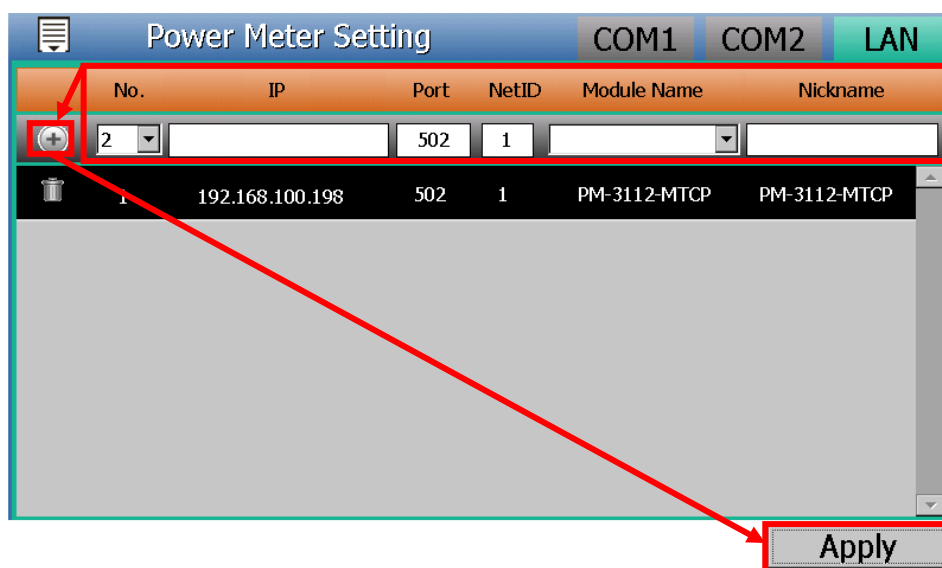 Power Meter Setting COM1 COM2 LAN
No. IP Port NetID Module Name Nickname
2 502 1
1 192.168.100.198 502 1 PM-3112-MTCP PM-3112-MTCP
Apply